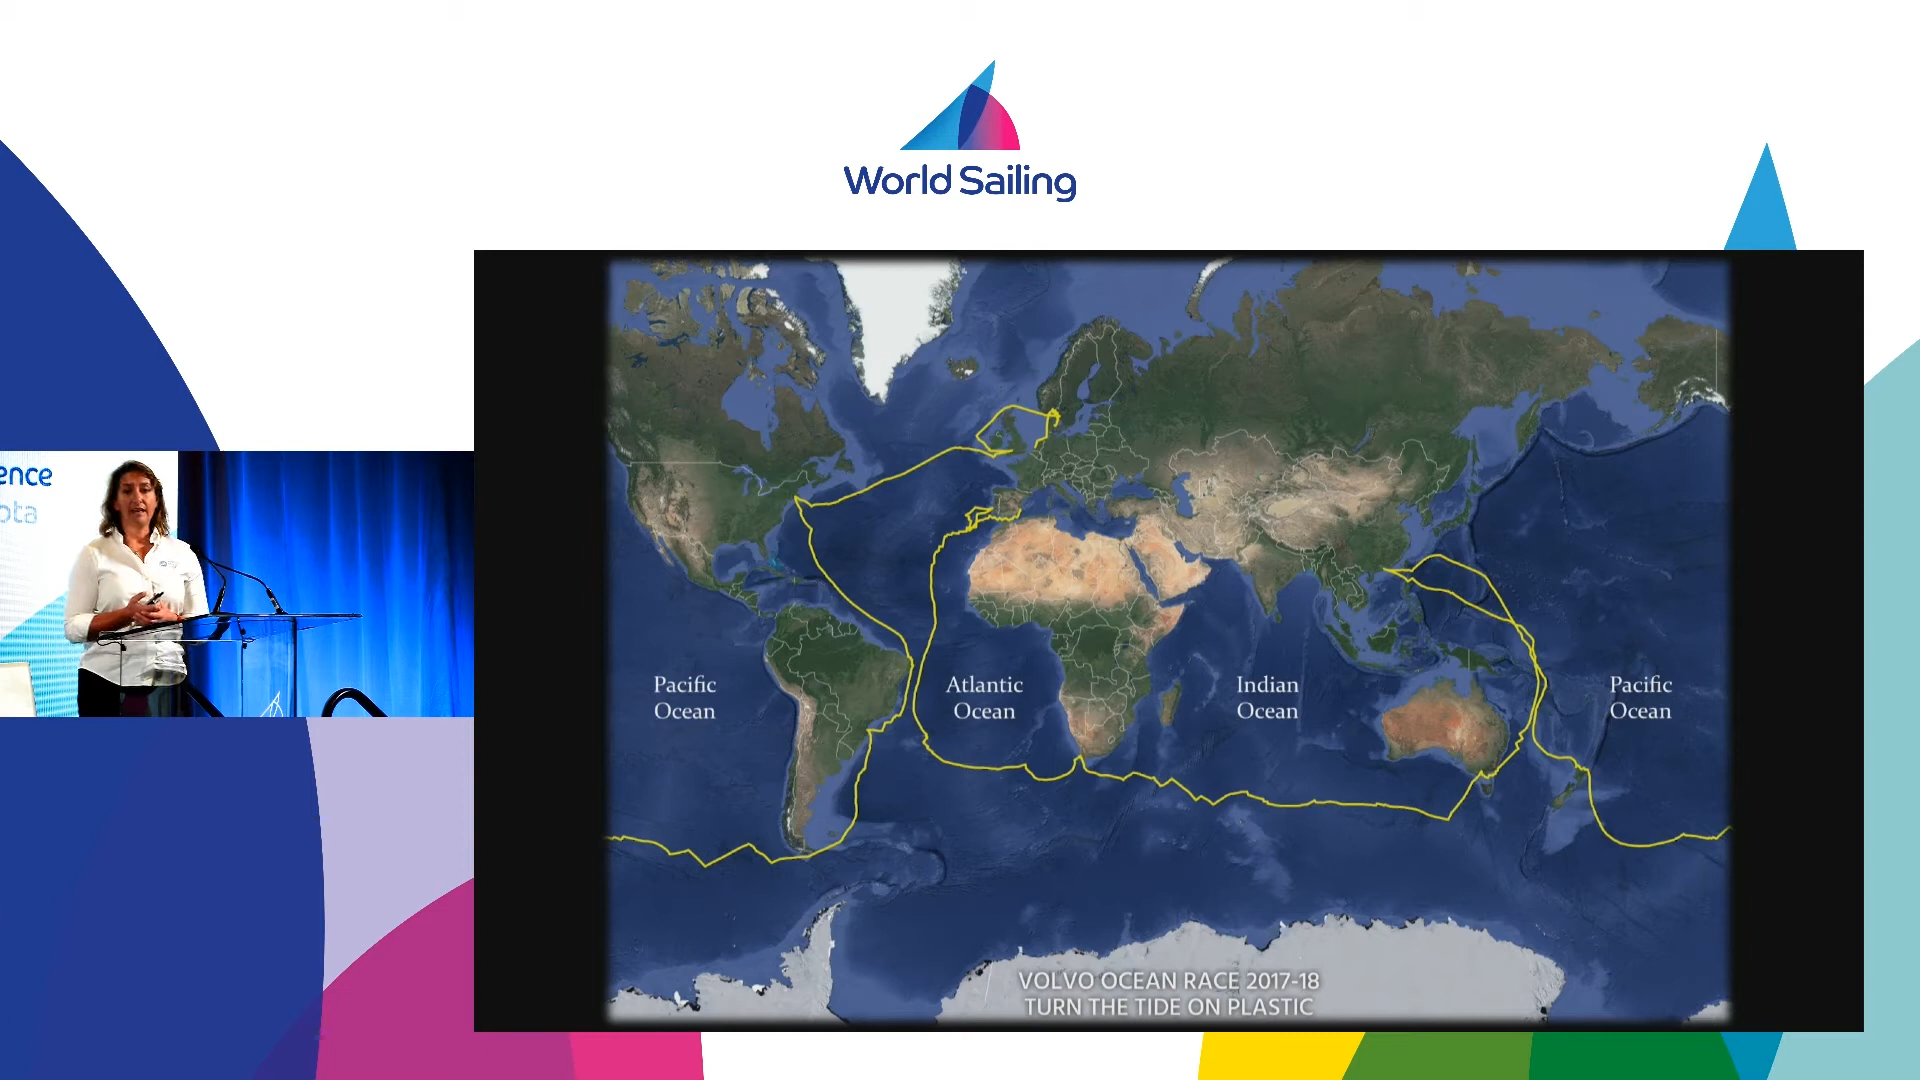 World Sailing
ence
ota
Pacific
Ocean
Atlantic
Ocean
Indian
Ocean
Pacific
Ocean
VOLVO OCEAN RACE 2017-18
TURN THE TIDE ON PLASTIC